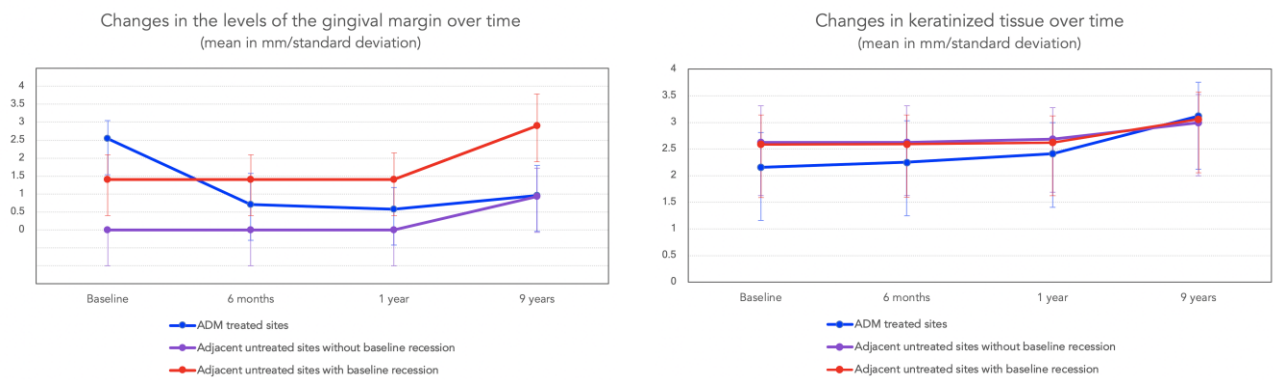 Changes in the levels of the gingival margin over time
(mean in mm/standard deviation)
4
3.5
3
2.5
2
1.5
1
0.5
0
Baseline
6 months
1 year
9 years
ADM treated sites
Adjacent untreated sites without baseline recession
Adjacent untreated sites with baseline recession
Changes in keratinized tissue over time
(mean in mm/standard deviation)
4
3.5
3
2.5
2
1.5
1
0.5
0
Baseline
6 months
1 year
9 years
ADM treated sites
Adjacent untreated sites without baseline recession
Adjacent untreated sites with baseline recession